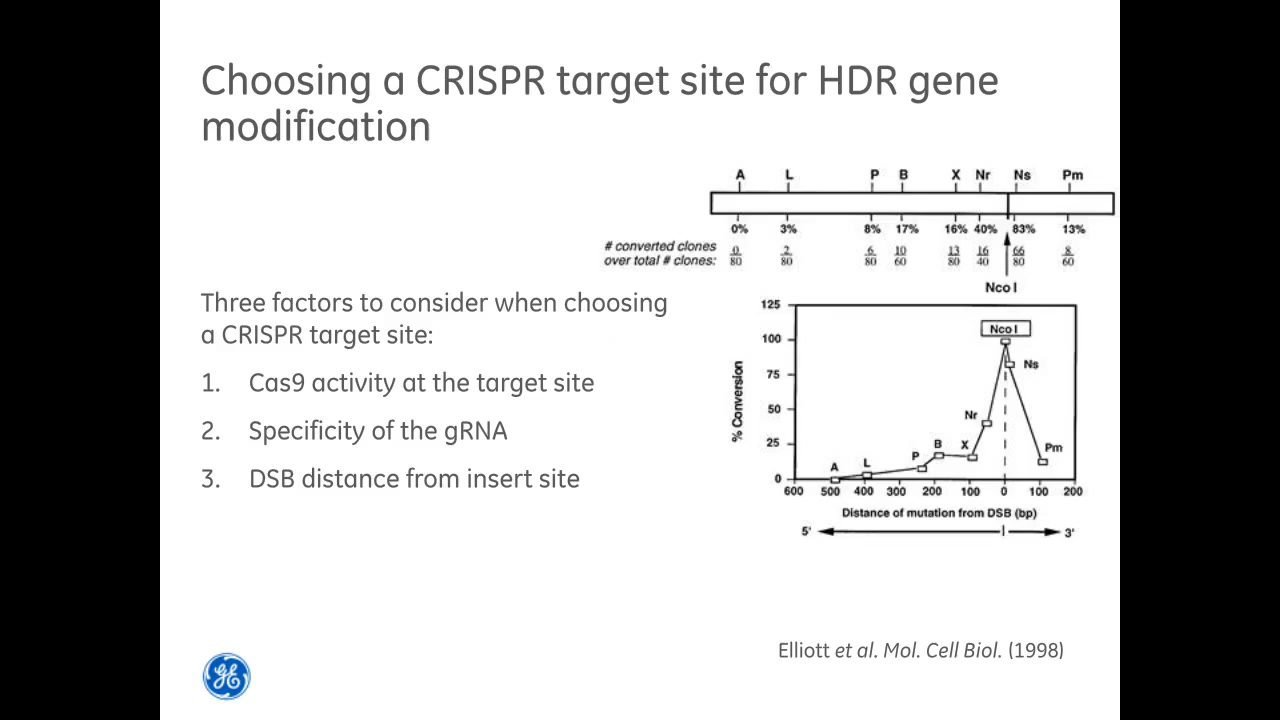 Choosing a CRISPR target site for HDR gene
modification
A L P B X Nr Ns Pm
0% 3% 8% 17% 16% 40% 83% 13%
# converted clones
over total # clones:
0/80 2/80 6/80 10/60 13/80 16/40 66/80 8/60
Nco I
Three factors to consider when choosing
a CRISPR target site:
1. Cas9 activity at the target site
2. Specificity of the gRNA
3. DSB distance from insert site
125
100
75
50
25
0
% Conversion
Nco I
Ns
Nr
B
X
P
L
A
Pm
600 500 400 300 200 100 0 100 200
Distance of mutation from DSB (bp)
5' 3'
Elliott et al. Mol. Cell Biol. (1998)
GE